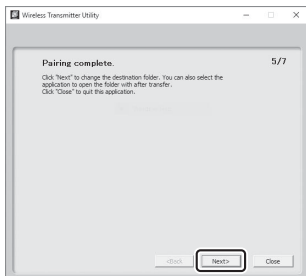 Wireless Transmitter Utility
Pairing complete.
5/7
Click "Next" to change the destination folder. You can also select the
application to open the folder with after transfer.
Click "Close" to quit this application.
<Back
Next>
Close